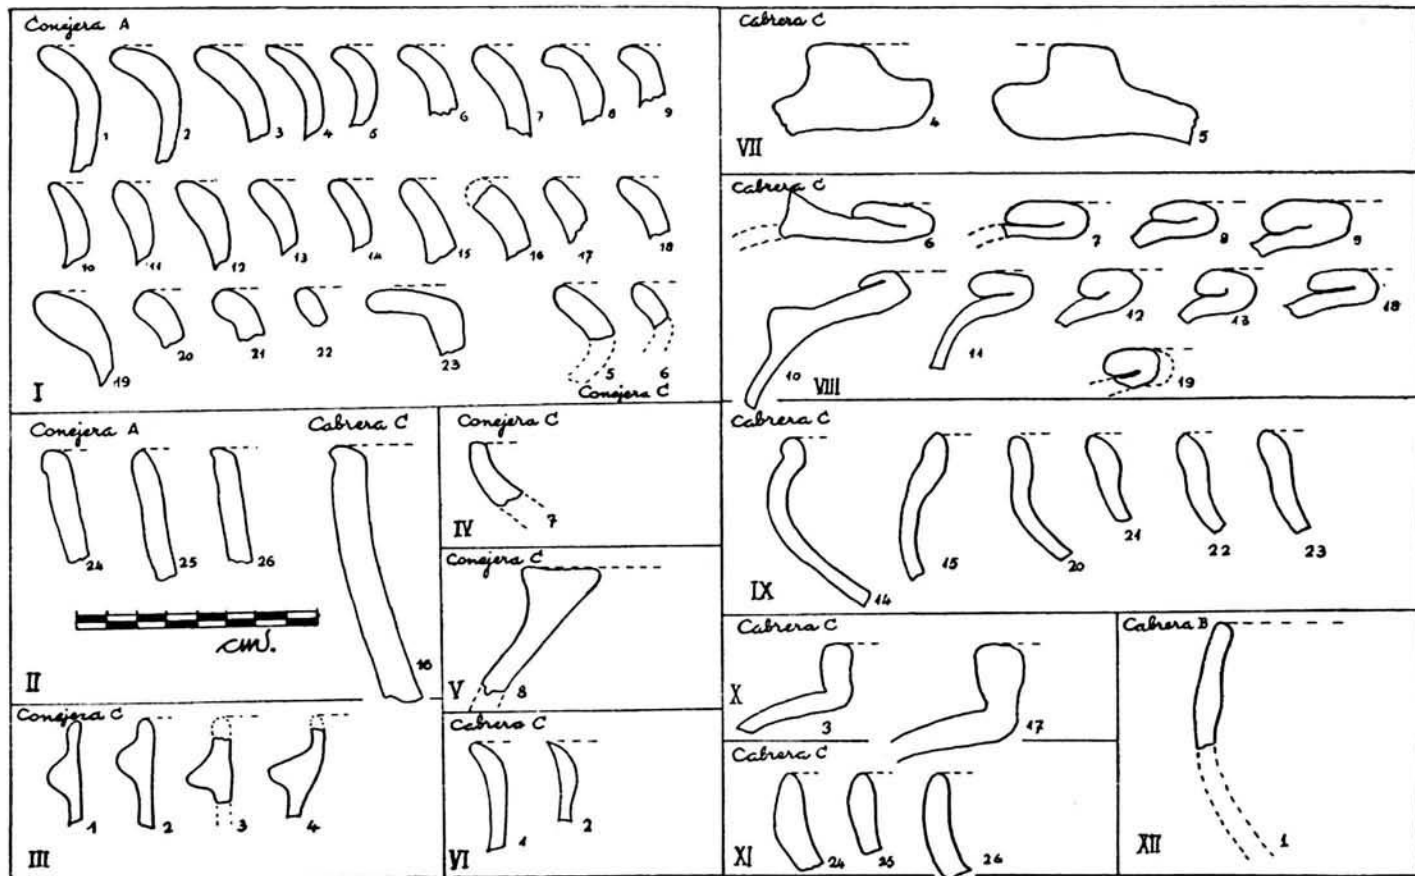 Conejera A
1 2 3 4 5 6 7 8 9
10 11 12 13 14 15 16 17 18
19 20 21 22 23 5 6
I
Conejera C
Conejera A
Cabrera C
24 25 26 16
cm.
II
Conejera C
1 2 3 4
III
Conejera C
7
IV
Conejera C
8
V
Cabrera C
1 2
VI
Cabrera C
4 5
VII
Cabrera C
6 7 8 9
10 11 12 13 18
19
VIII
Cabrera C
14 15 20 21 22 23
IX
Cabrera C
X
3 17
Cabrera C
24 25 26
XI
Cabrera B
1
XII